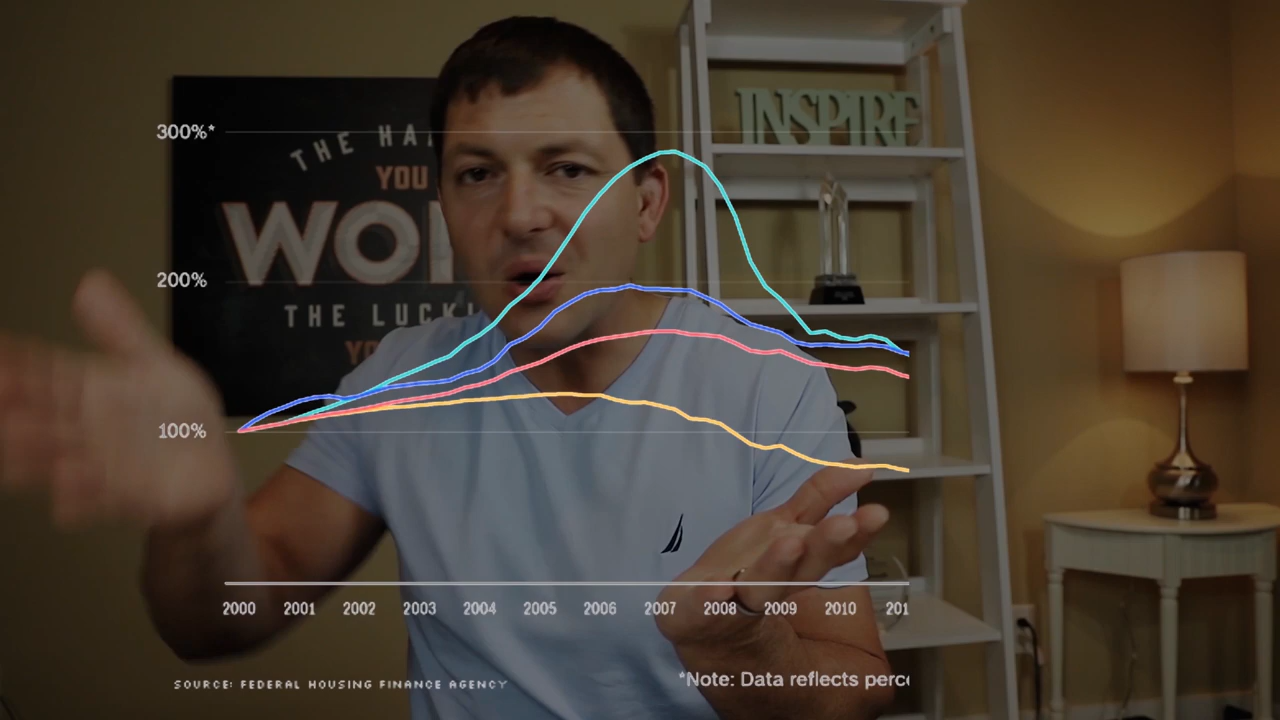 300%*
200%
100%
THE HA
YOU
WO
THE LUCK
YO
INSPIRE
2000 2001 2002 2003 2004 2005 2006 2007 2008 2009 2010 201
SOURCE: FEDERAL HOUSING FINANCE AGENCY
*Note: Data reflects perc